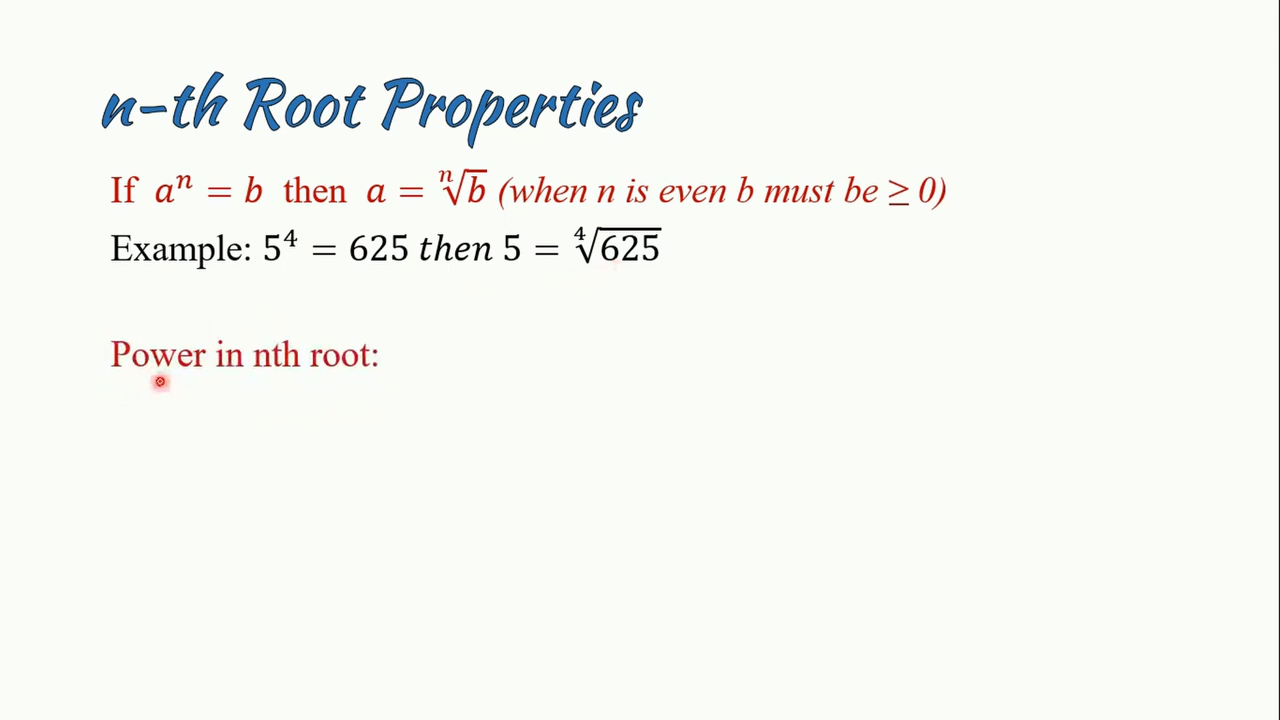 n-th Root Properties
If aⁿ = b then a = ⁿ√b (when n is even b must be ≥ 0)
Example: 5⁴ = 625 then 5 = ⁴√625
Power in nth root: